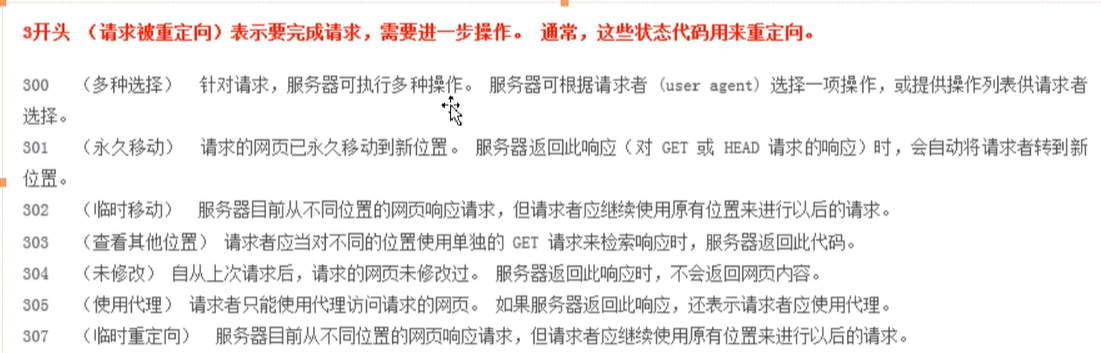 3开头 （请求被重定向）表示要完成请求，需要进一步操作。 通常，这些状态代码用来重定向。
300 （多种选择） 针对请求，服务器可执行多种操作。 服务器可根据请求者 (user agent) 选择一项操作，或提供操作列表供请求者
选择。
301 （永久移动） 请求的网页已永久移动到新位置。 服务器返回此响应（对 GET 或 HEAD 请求的响应）时，会自动将请求者转到新
位置。
302 （临时移动） 服务器目前从不同位置的网页响应请求，但请求者应继续使用原有位置来进行以后的请求。
303 （查看其他位置） 请求者应当对不同的位置使用单独的 GET 请求来检索响应时，服务器返回此代码。
304 （未修改） 自从上次请求后，请求的网页未修改过。 服务器返回此响应时，不会返回网页内容。
305 （使用代理） 请求者只能使用代理访问请求的网页。 如果服务器返回此响应，还表示请求者应使用代理。
307 （临时重定向） 服务器目前从不同位置的网页响应请求，但请求者应继续使用原有位置来进行以后的请求。